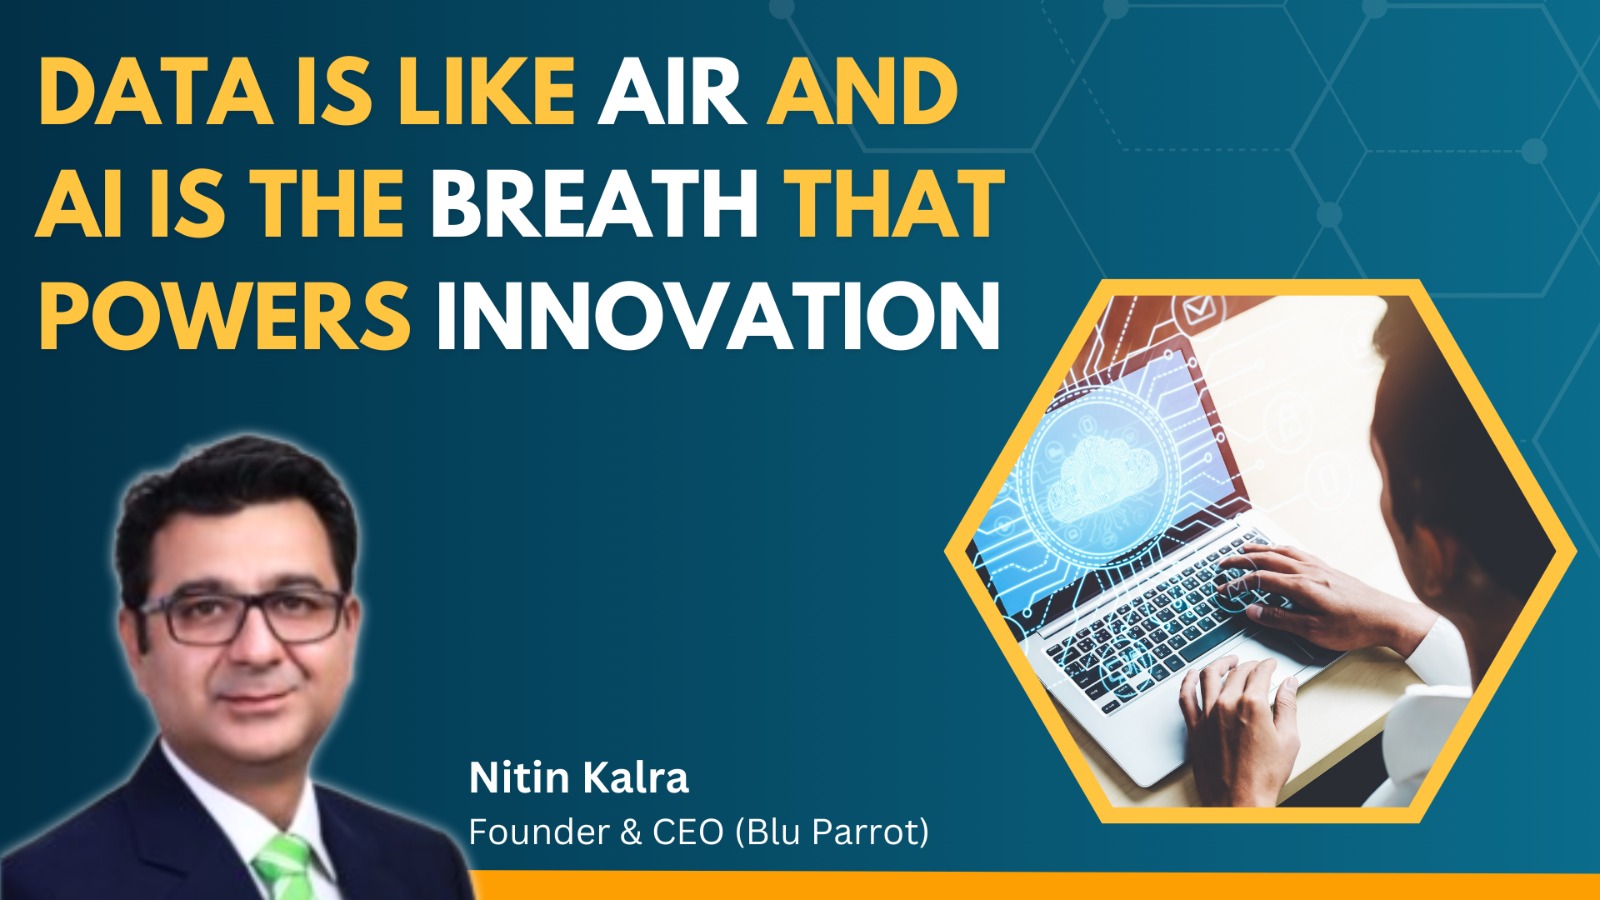 DATA IS LIKE AIR AND
AI IS THE BREATH THAT
POWERS INNOVATION
Nitin Kalra
Founder & CEO (Blu Parrot)